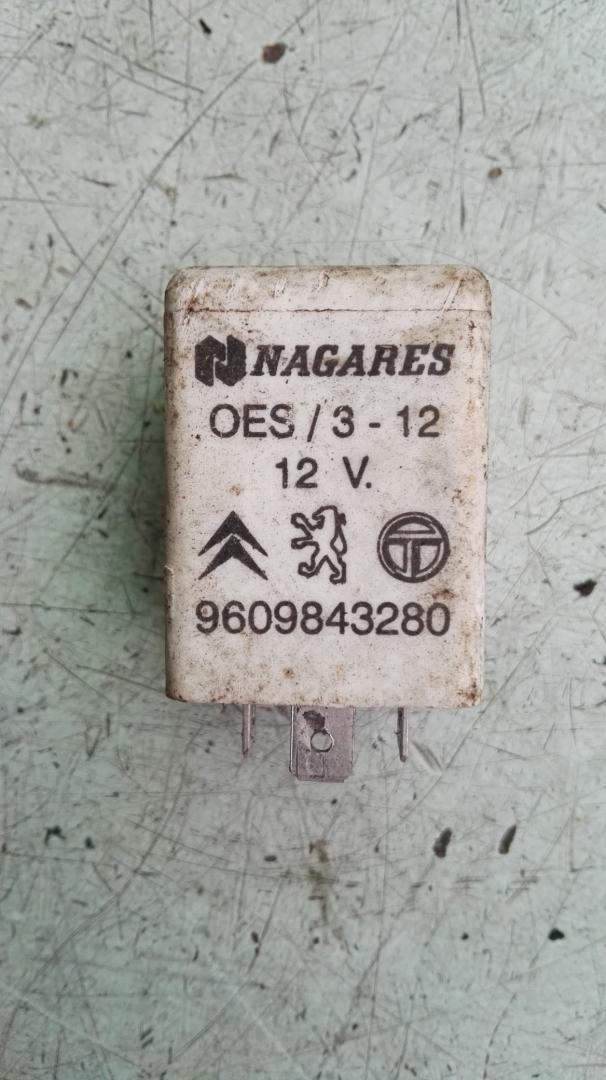 NAGARES
OES / 3 - 12
12 V.
9609843280